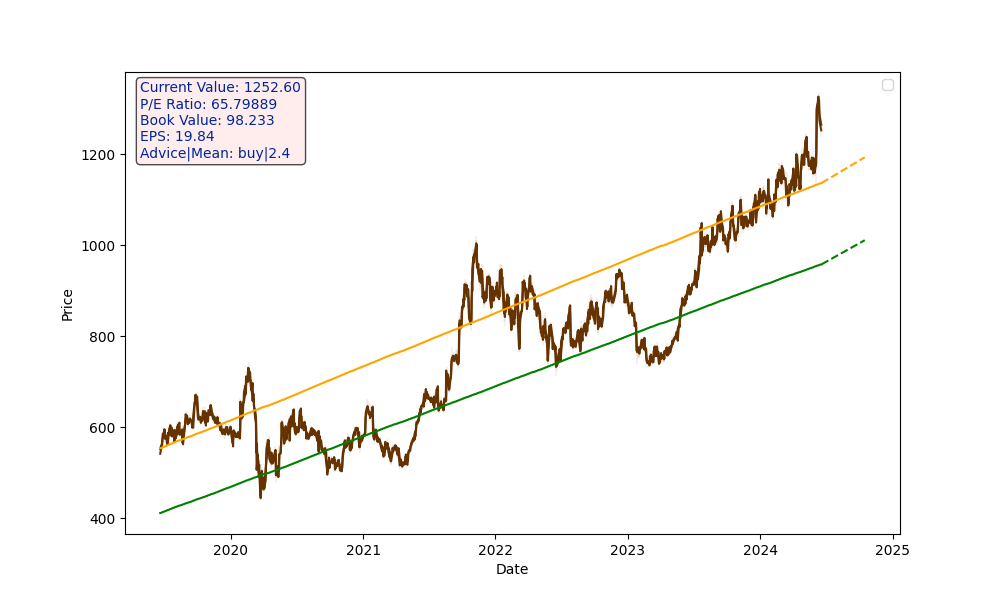 Current Value: 1252.60
P/E Ratio: 65.79889
Book Value: 98.233
EPS: 19.84
Advice|Mean: buy|2.4
Price
1200
1000
800
600
400
2020
2021
2022
2023
2024
2025
Date